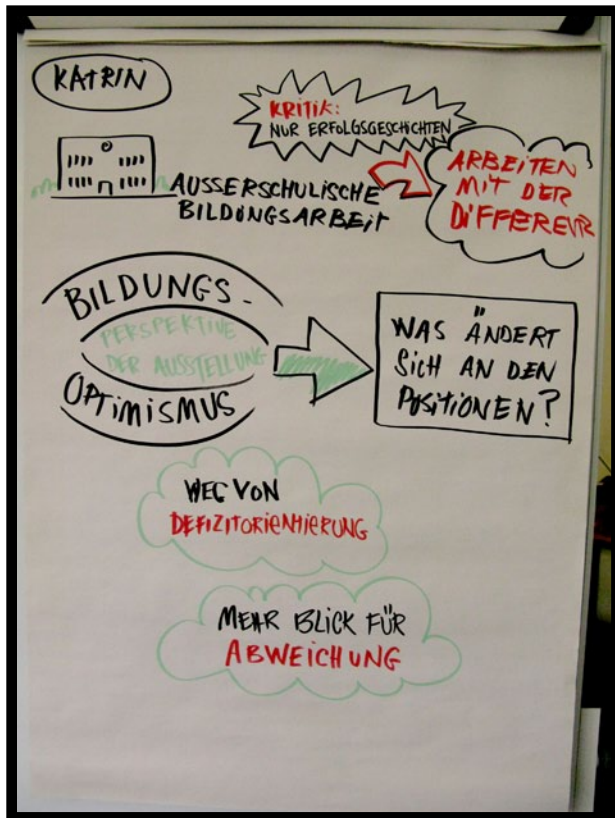 KATRIN
KRITIK:
NUR ERFOLGSGESCHICHTEN
ARBEITEN
MIT DER
DIFFERENZ
AUSSERSCHULISCHE
BILDUNGSARBEIT
BILDUNGS-
PERSPEKTIVE
DER AUSSTELLUNG
OPTIMISMUS
WAS ÄNDERT
SICH AN DEN
POSITIONEN?
WEG VON
DEFIZITORIENTIERUNG
MEHR BLICK FÜR
ABWEICHUNG